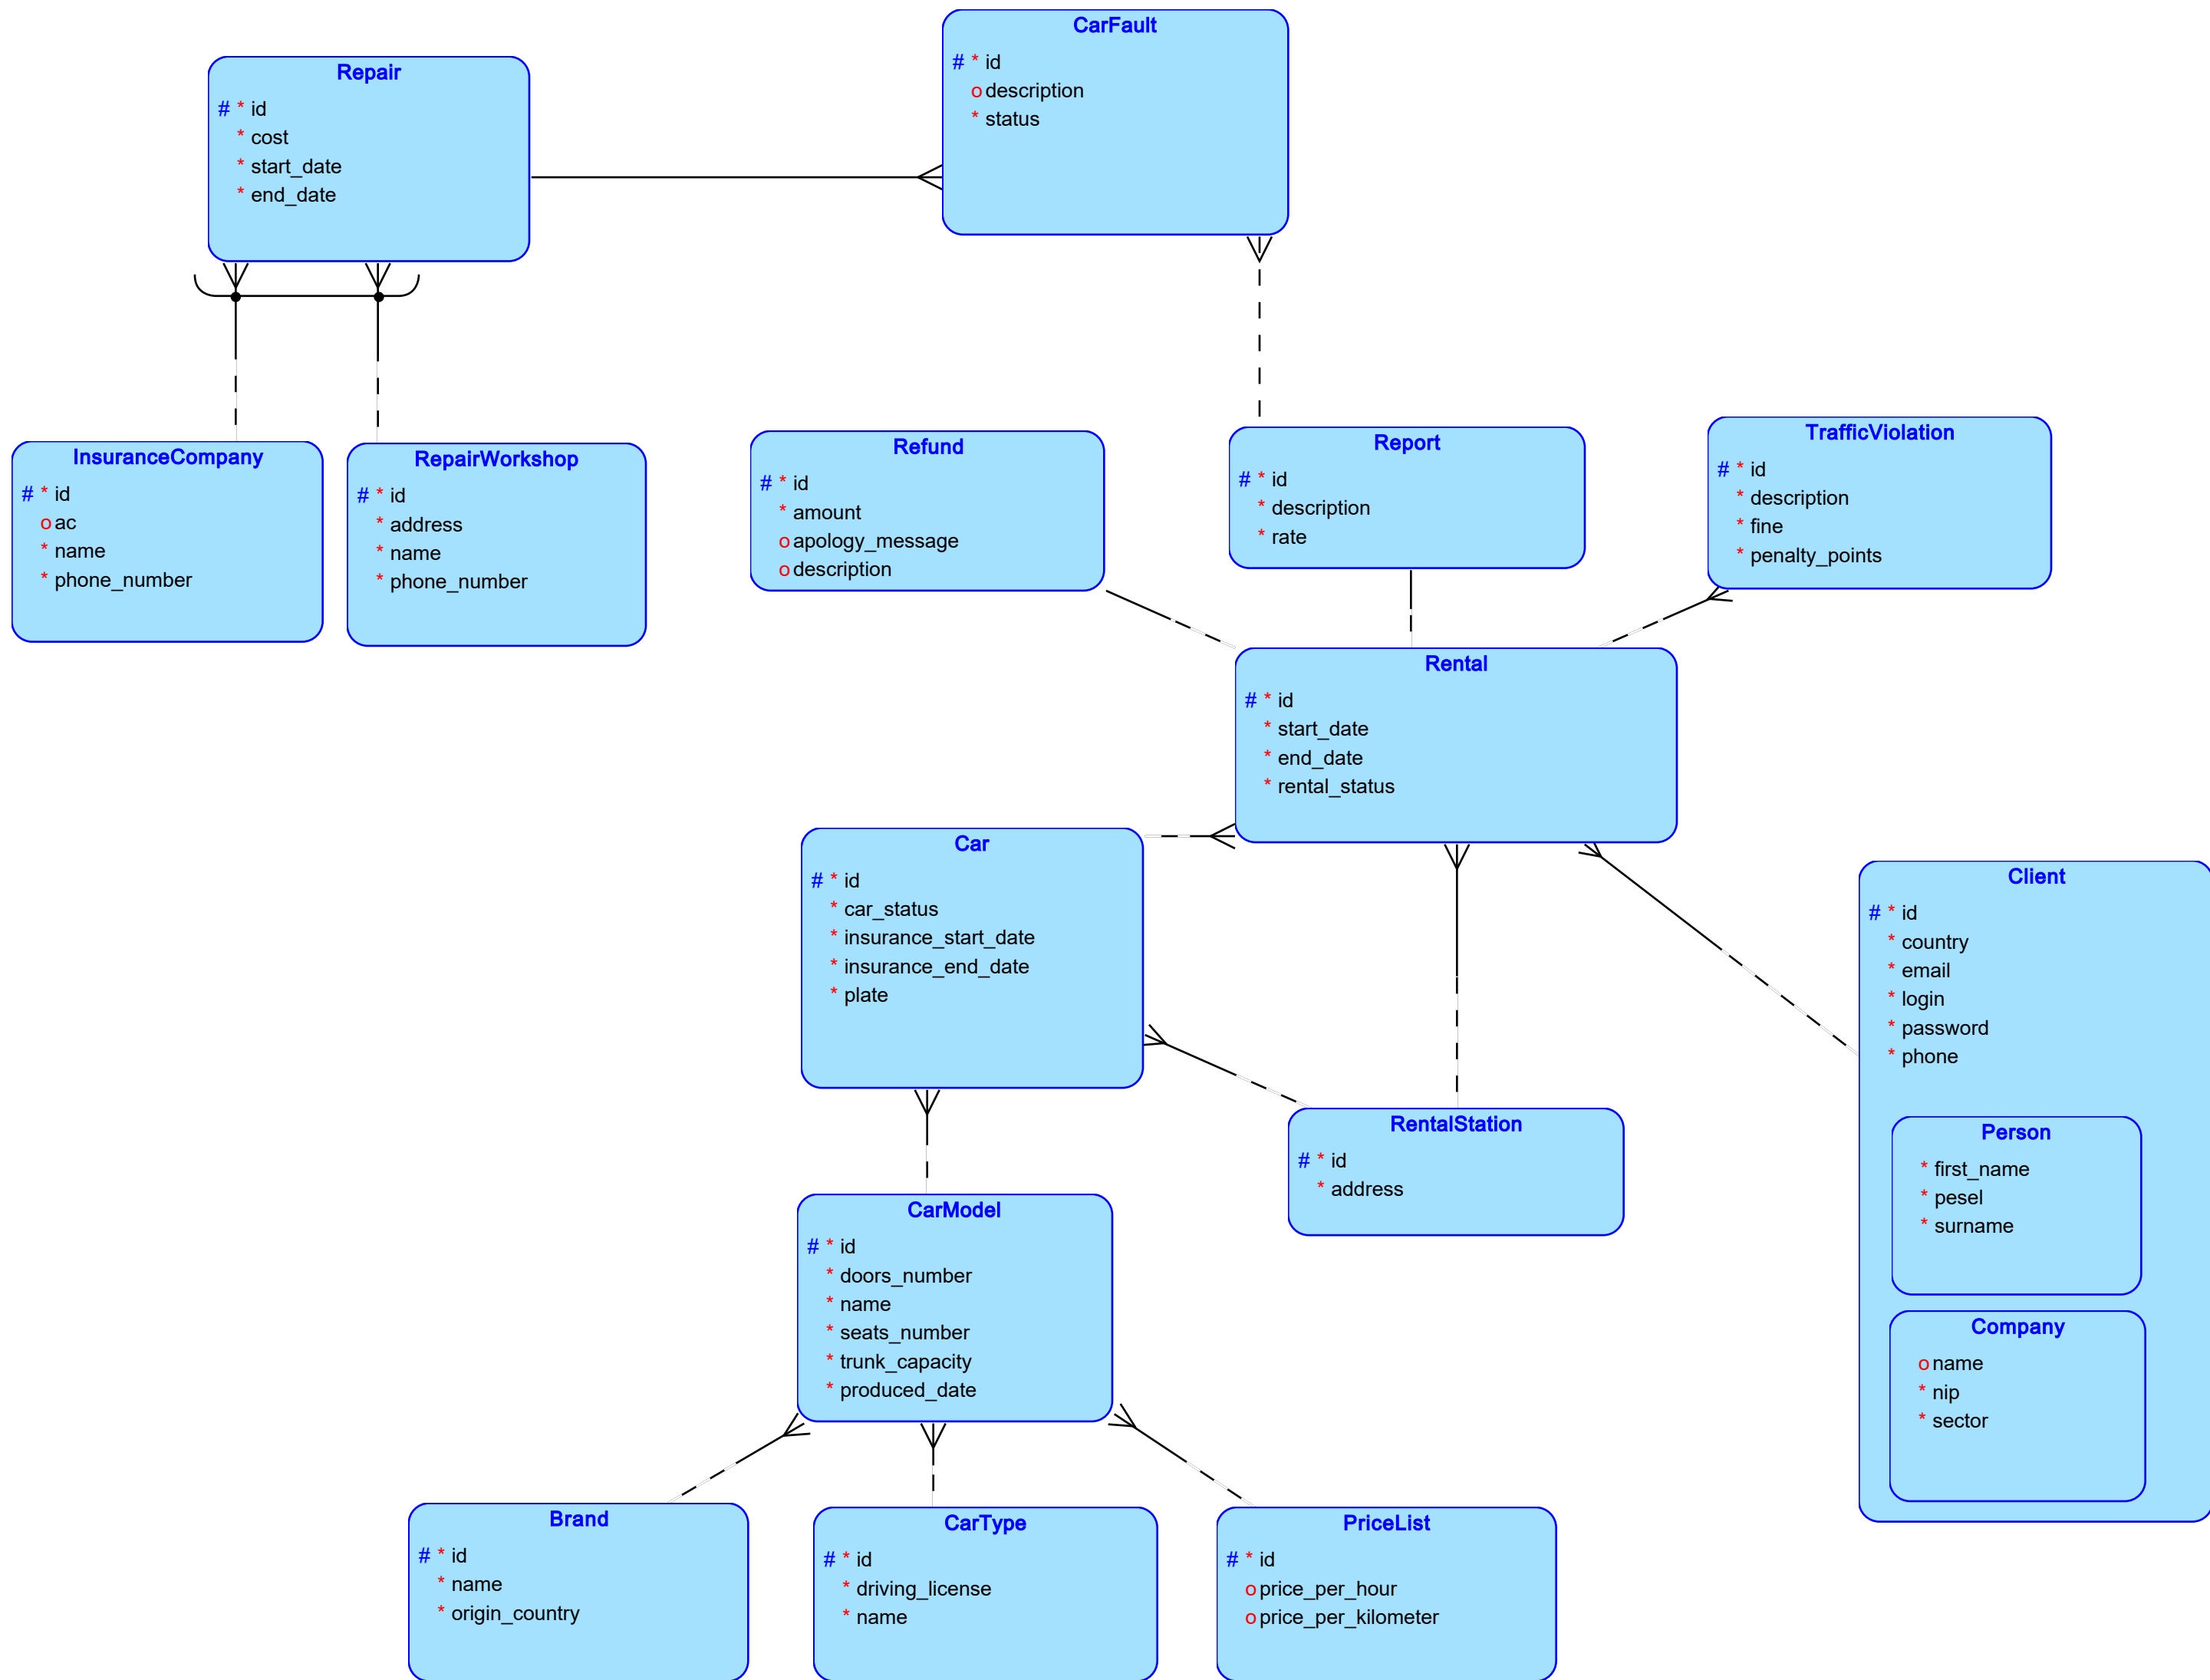 CarFault
# * id
o description
* status
Repair
# * id
* cost
* start_date
* end_date
InsuranceCompany
# * id
o ac
* name
* phone_number
RepairWorkshop
# * id
* address
* name
* phone_number
Refund
# * id
* amount
o apology_message
o description
Report
# * id
* description
* rate
TrafficViolation
# * id
* description
* fine
* penalty_points
Rental
# * id
* start_date
* end_date
* rental_status
Car
# * id
* car_status
* insurance_start_date
* insurance_end_date
* plate
Client
# * id
* country
* email
* login
* password
* phone
Person
* first_name
* pesel
* surname
Company
o name
* nip
* sector
RentalStation
# * id
* address
CarModel
# * id
* doors_number
* name
* seats_number
* trunk_capacity
* produced_date
Brand
# * id
* name
* origin_country
CarType
# * id
* driving_license
* name
PriceList
# * id
o price_per_hour
o price_per_kilometer